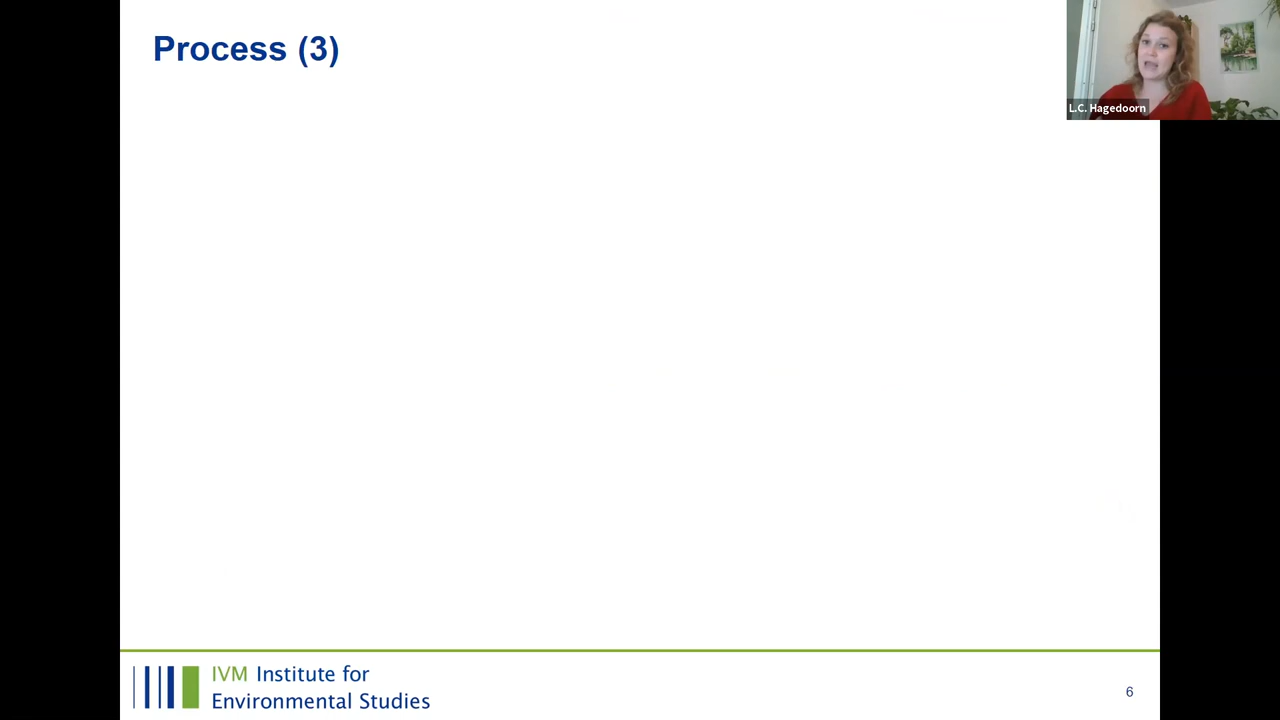 Process (3)
L.C. Hagedoorn
IVM Institute for
Environmental Studies
6